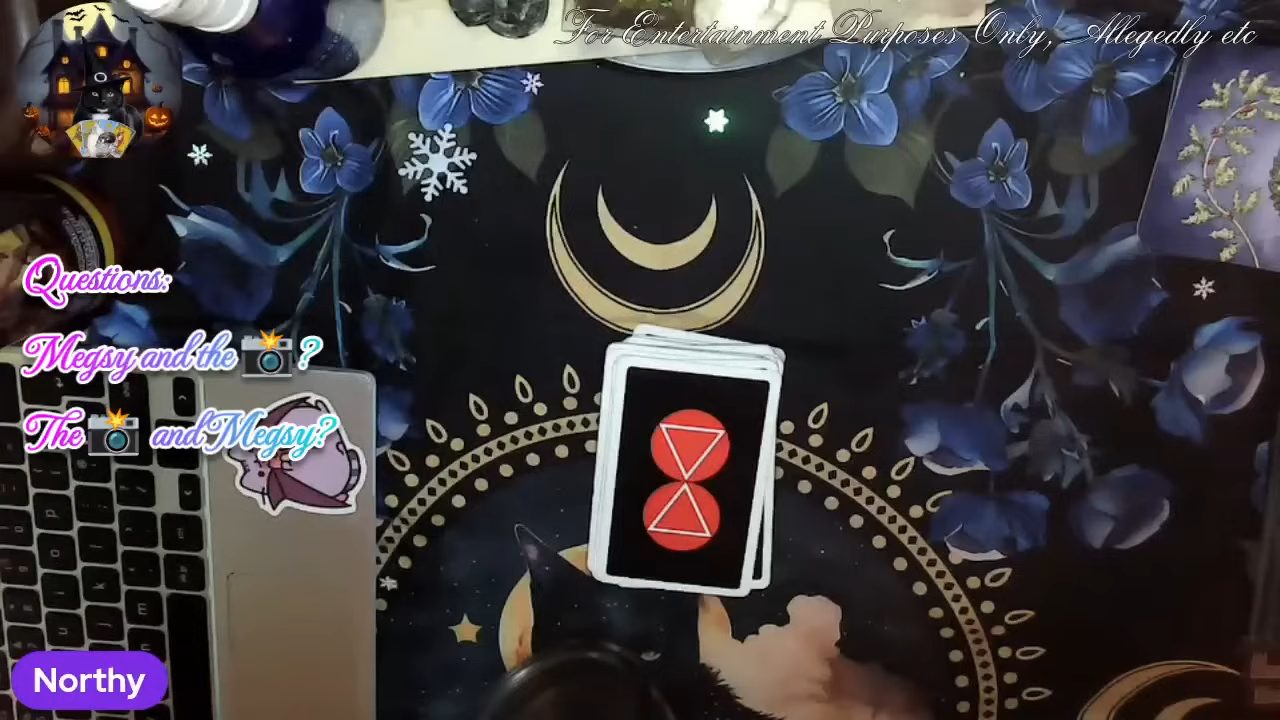 For Entertainment Purposes Only, Allegedly etc
Questions:
Megsy and the 📸?
The 📸 and Megsy?
Northy